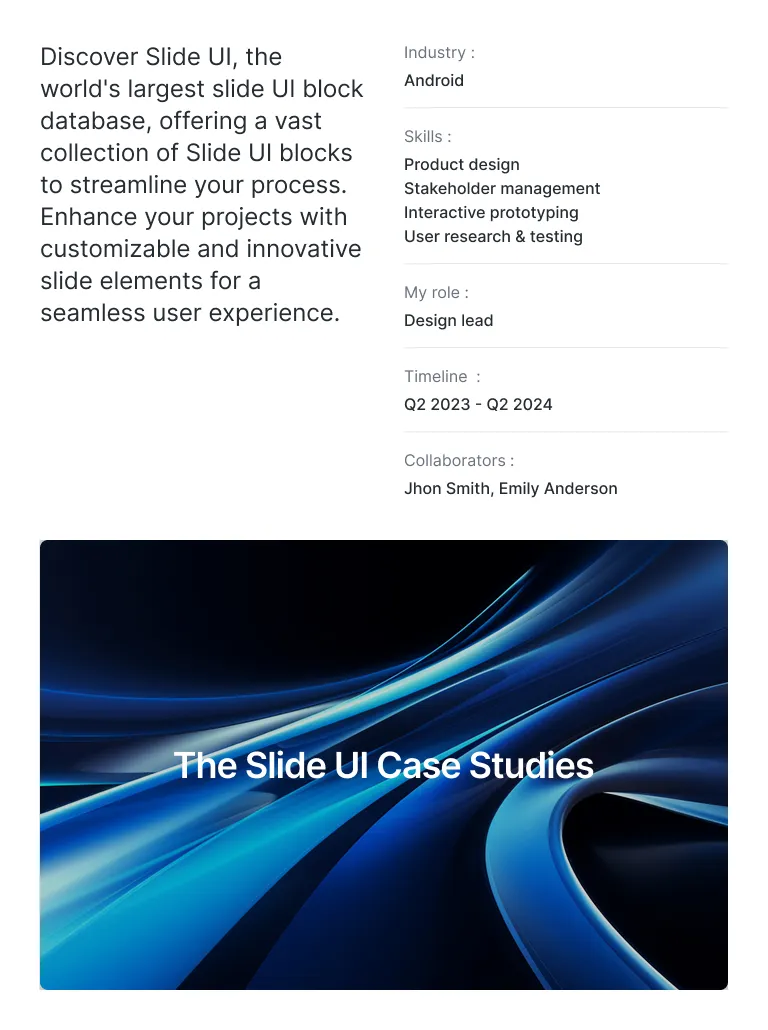 Discover Slide UI, the
world's largest slide UI block
database, offering a vast
collection of Slide UI blocks
to streamline your process.
Enhance your projects with
customizable and innovative
slide elements for a
seamless user experience.
Industry :
Android
Skills :
Product design
Stakeholder management
Interactive prototyping
User research & testing
My role :
Design lead
Timeline  :
Q2 2023 - Q2 2024
Collaborators :
Jhon Smith, Emily Anderson
The Slide UI Case Studies